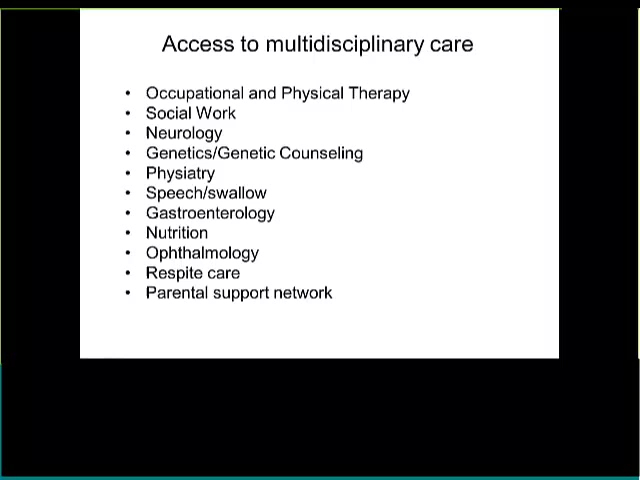 Access to multidisciplinary care
• Occupational and Physical Therapy
• Social Work
• Neurology
• Genetics/Genetic Counseling
• Physiatry
• Speech/swallow
• Gastroenterology
• Nutrition
• Ophthalmology
• Respite care
• Parental support network